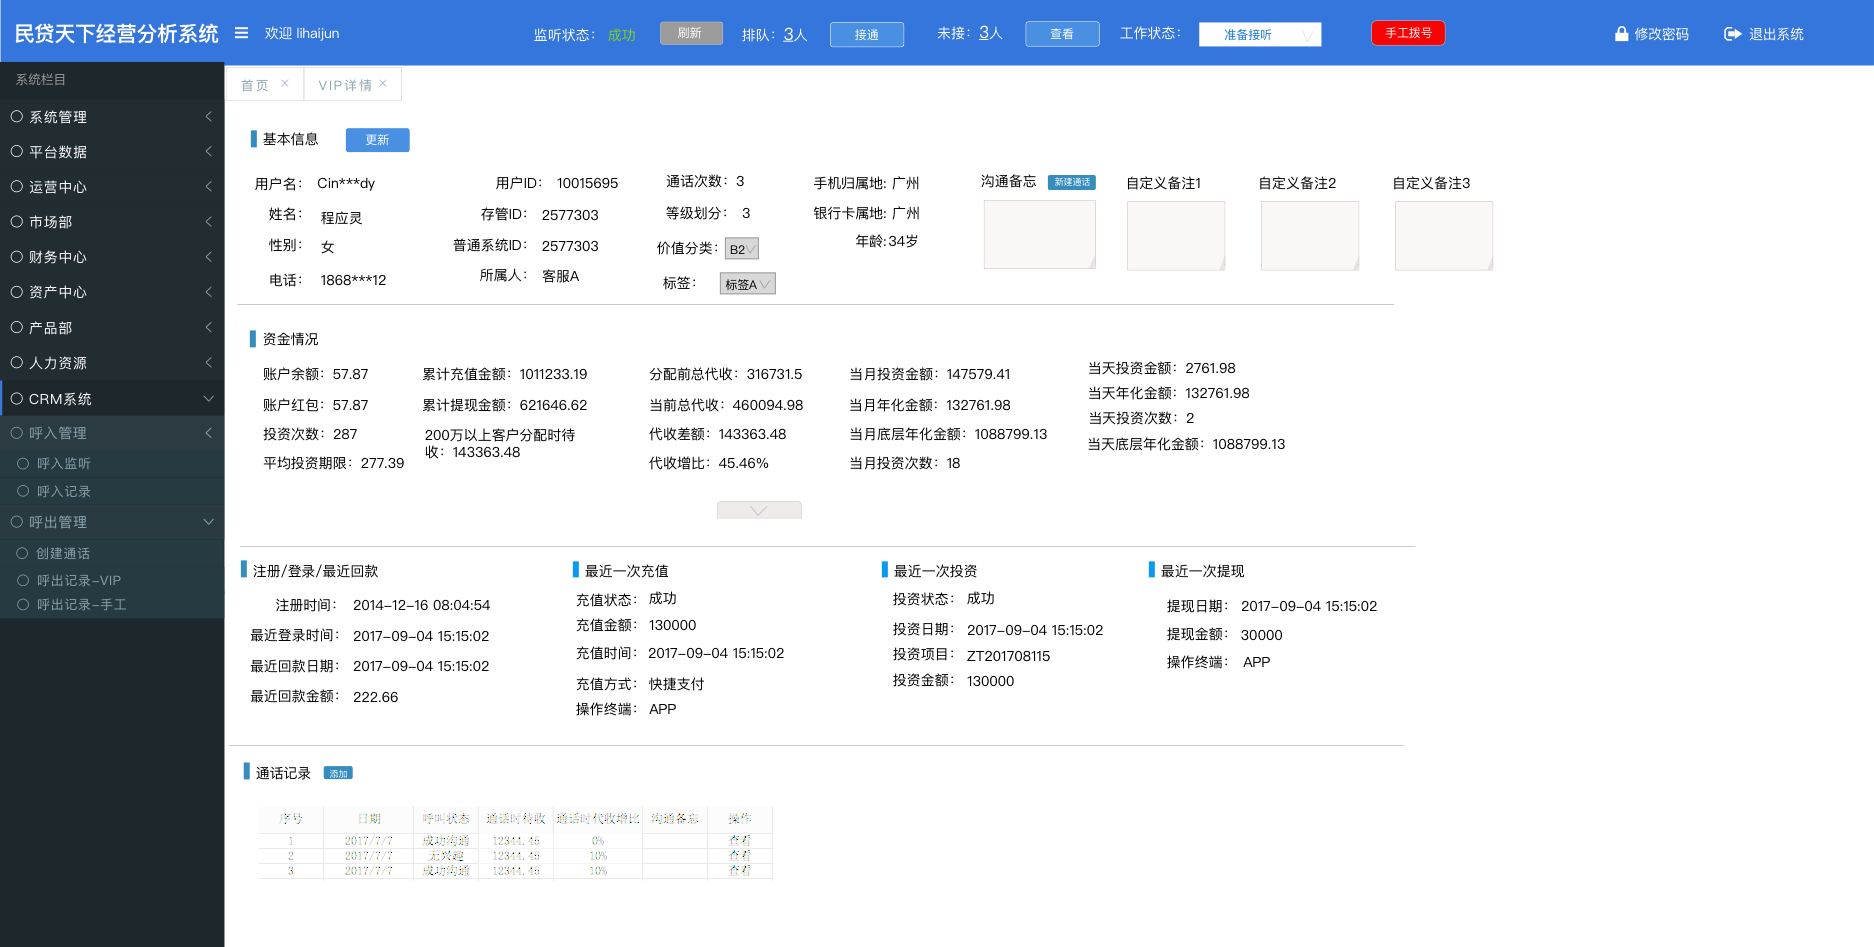 民贷天下经营分析系统
欢迎 lihaijun
监听状态： 成功
刷新
排队：3人
接通
未接：3人
查看
工作状态：
准备接听
手工拨号
修改密码
退出系统
系统栏目
系统管理
平台数据
运营中心
市场部
财务中心
资产中心
产品部
人力资源
CRM系统
呼入管理
呼入监听
呼入记录
呼出管理
创建通话
呼出记录-VIP
呼出记录-手工
首页 ×
VIP详情 ×
基本信息
更新
用户名： Cin***dy
姓名： 程应灵
性别： 女
电话： 1868***12
用户ID： 10015695
存管ID： 2577303
普通系统ID： 2577303
所属人： 客服A
通话次数：3
等级划分： 3
价值分类：B2
标签： 标签A
手机归属地: 广州
银行卡属地: 广州
年龄:34岁
沟通备忘
新建通话
自定义备注1
自定义备注2
自定义备注3
资金情况
账户余额：57.87
账户红包：57.87
投资次数：287
平均投资期限：277.39
累计充值金额：1011233.19
累计提现金额：621646.62
200万以上客户分配时待
收：143363.48
分配前总代收：316731.5
当前总代收：460094.98
代收差额：143363.48
代收增比：45.46%
当月投资金额：147579.41
当月年化金额：132761.98
当月底层年化金额：1088799.13
当月投资次数：18
当天投资金额：2761.98
当天年化金额：132761.98
当天投资次数：2
当天底层年化金额：1088799.13
注册/登录/最近回款
注册时间： 2014-12-16 08:04:54
最近登录时间： 2017-09-04 15:15:02
最近回款日期： 2017-09-04 15:15:02
最近回款金额： 222.66
最近一次充值
充值状态： 成功
充值金额： 130000
充值时间： 2017-09-04 15:15:02
充值方式： 快捷支付
操作终端： APP
最近一次投资
投资状态： 成功
投资日期： 2017-09-04 15:15:02
投资项目： ZT201708115
投资金额： 130000
最近一次提现
提现日期： 2017-09-04 15:15:02
提现金额： 30000
操作终端： APP
通话记录
添加
序号 日期 呼叫状态 通话时待收 通话时代收增比 沟通备忘 操作
1 2017/7/7 成功沟通 12344.45 0% 查看
2 2017/7/7 无兴趣 12344.45 10% 查看
3 2017/7/7 成功沟通 12344.45 10% 查看